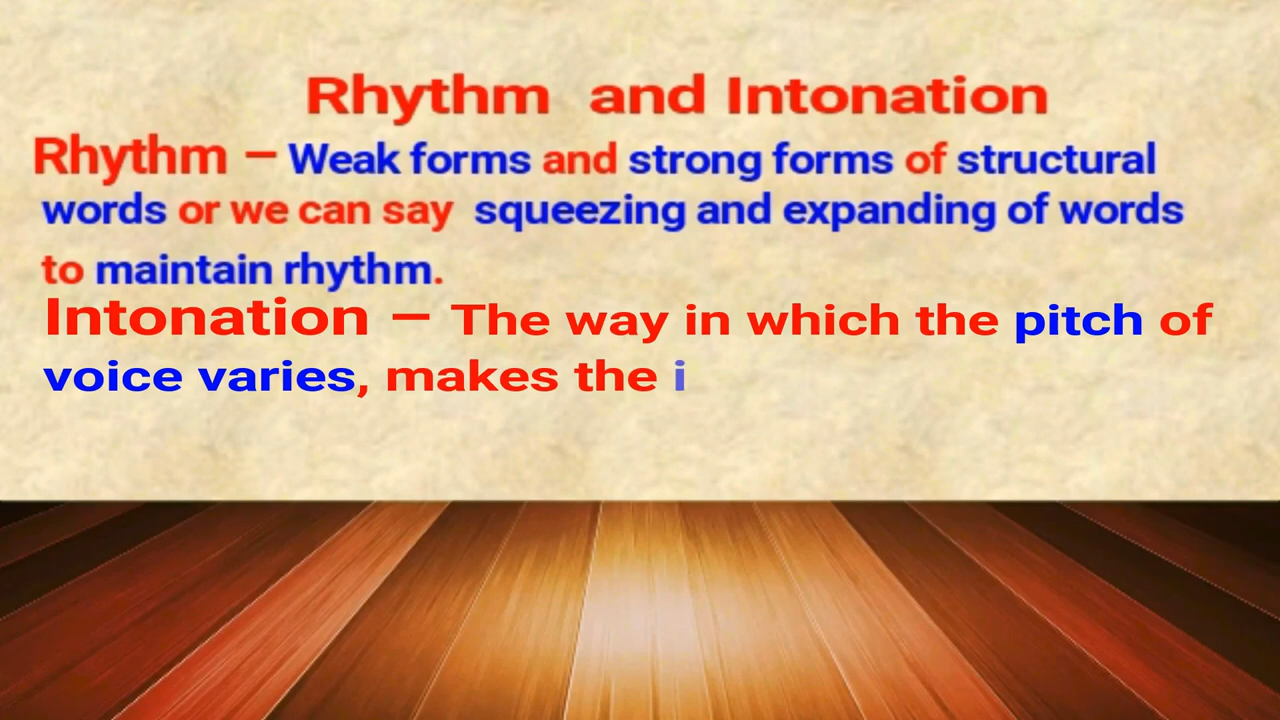 Rhythm and Intonation
Rhythm – Weak forms and strong forms of structural
words or we can say squeezing and expanding of words
to maintain rhythm.
Intonation – The way in which the pitch of
voice varies, makes the i